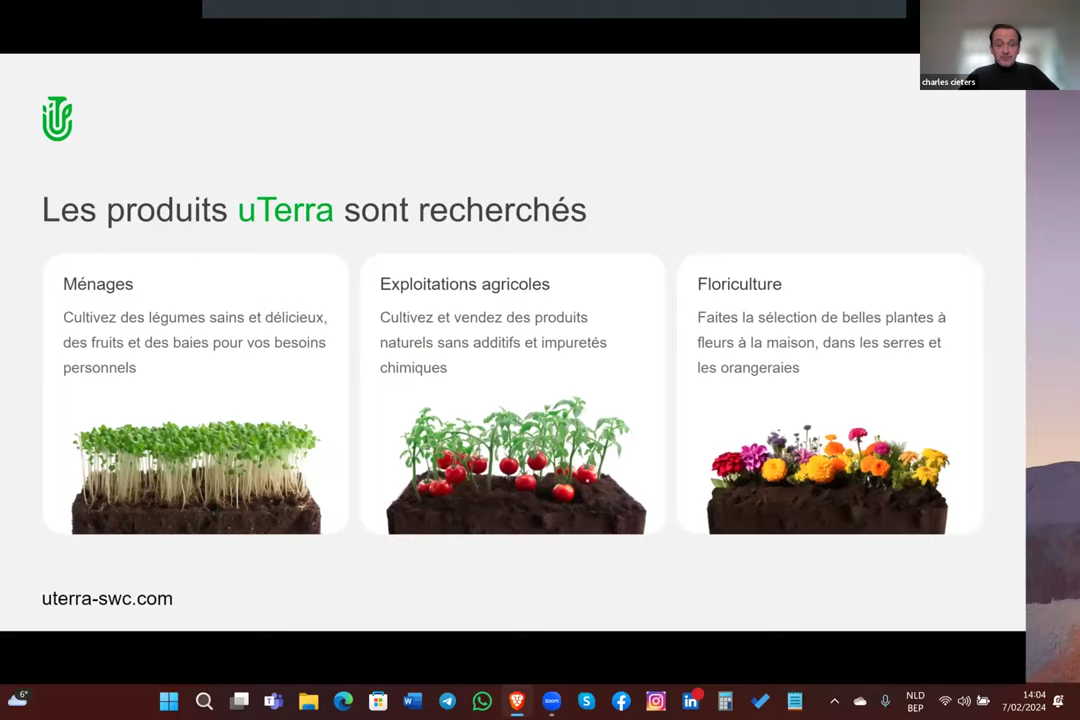 charles cieters
Les produits uTerra sont recherchés
Ménages
Cultivez des légumes sains et délicieux,
des fruits et des baies pour vos besoins
personnels
Exploitations agricoles
Cultivez et vendez des produits
naturels sans additifs et impuretés
chimiques
Floriculture
Faites la sélection de belles plantes à
fleurs à la maison, dans les serres et
les orangeraies
uterra-swc.com
6°
zoom
NLD
BEP
14:04
7/02/2024